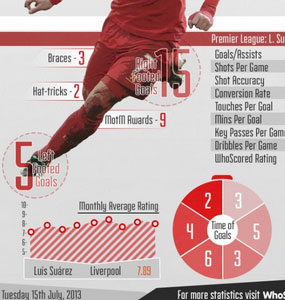 Premier League: L. Su
Braces - 3
Right
Footed
Goals
15
Goals/Assists
Shots Per Game
Shot Accuracy
Hat-tricks - 2
Conversion Rate
Touches Per Goal
MotM Awards - 9
Mins Per Goal
Key Passes Per Gam
Dribbles Per Game
WhoScored Rating
5
Left
Footed
Goals
Monthly Average Rating
10
9
8
7
6
5
Luis Suárez
Liverpool
7.89
2
3
4
5
6
3
Time of
Goals
Tuesday 15th July, 2013
For more statistics visit WhoS